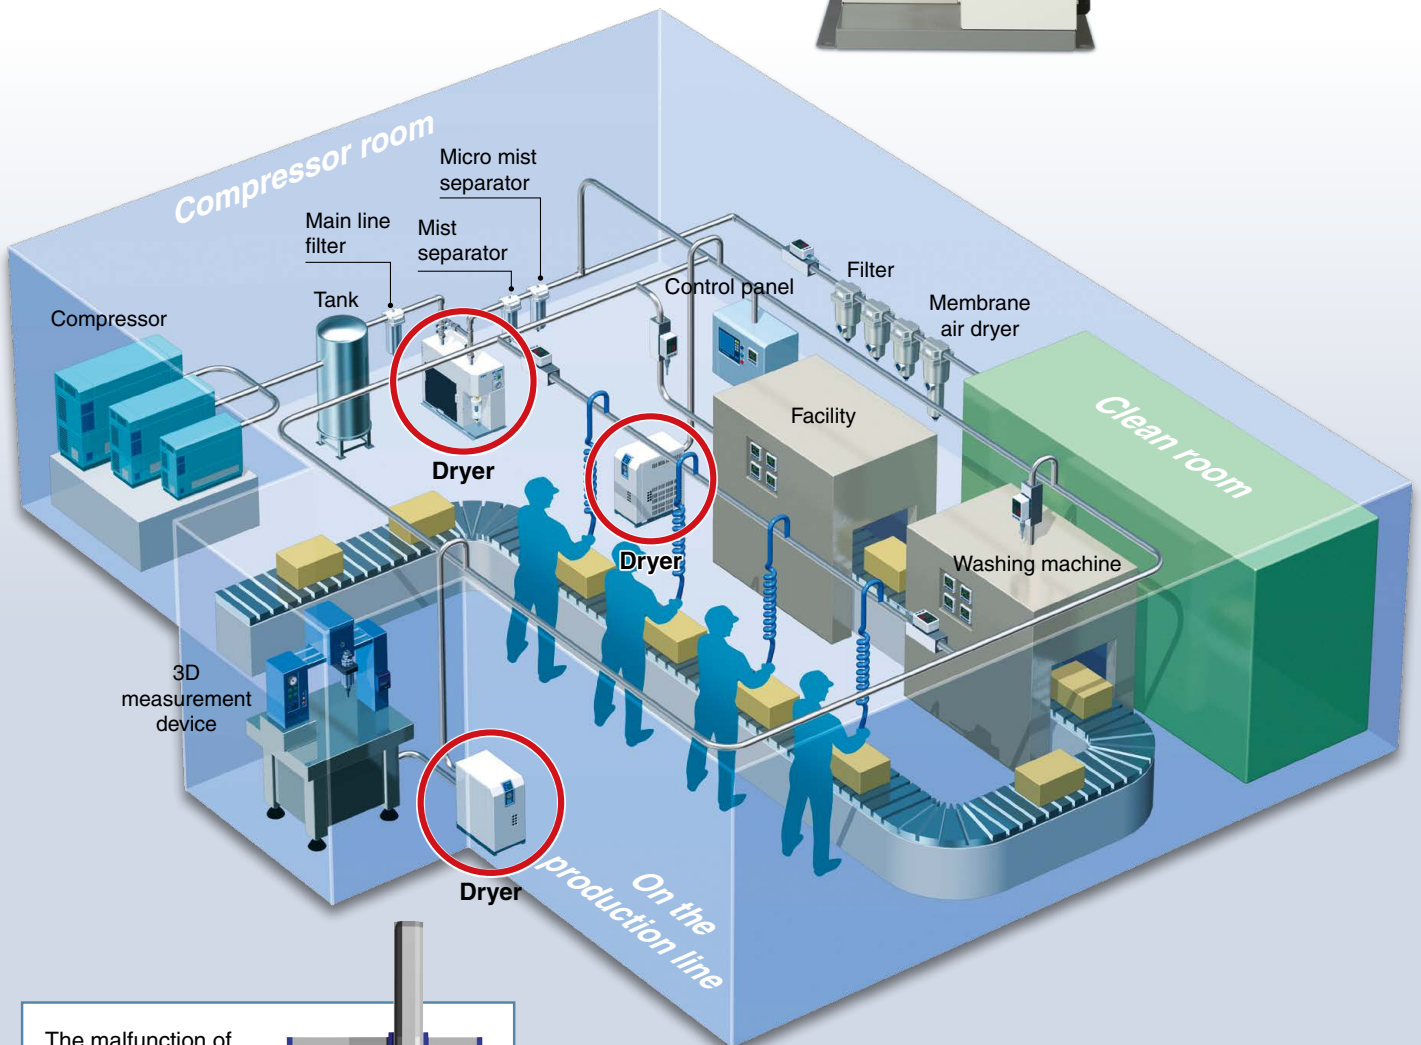 Compressor room
Micro mist
separator
Main line
filter
Mist
separator
Tank
Compressor
Control panel
Filter
Membrane
air dryer
Clean room
Facility
Dryer
Dryer
Washing machine
3D
measurement
device
Dryer
On the
production line
The malfunction of